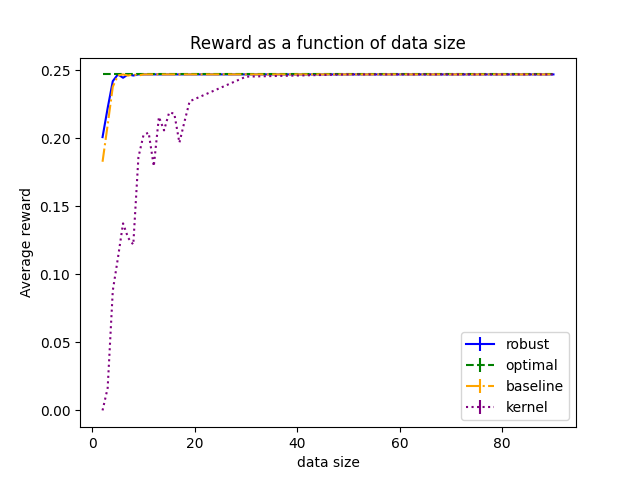 Reward as a function of data size
Average reward
0.25
0.20
0.15
0.10
0.05
0.00
0 20 40 60 80
data size
robust
optimal
baseline
kernel